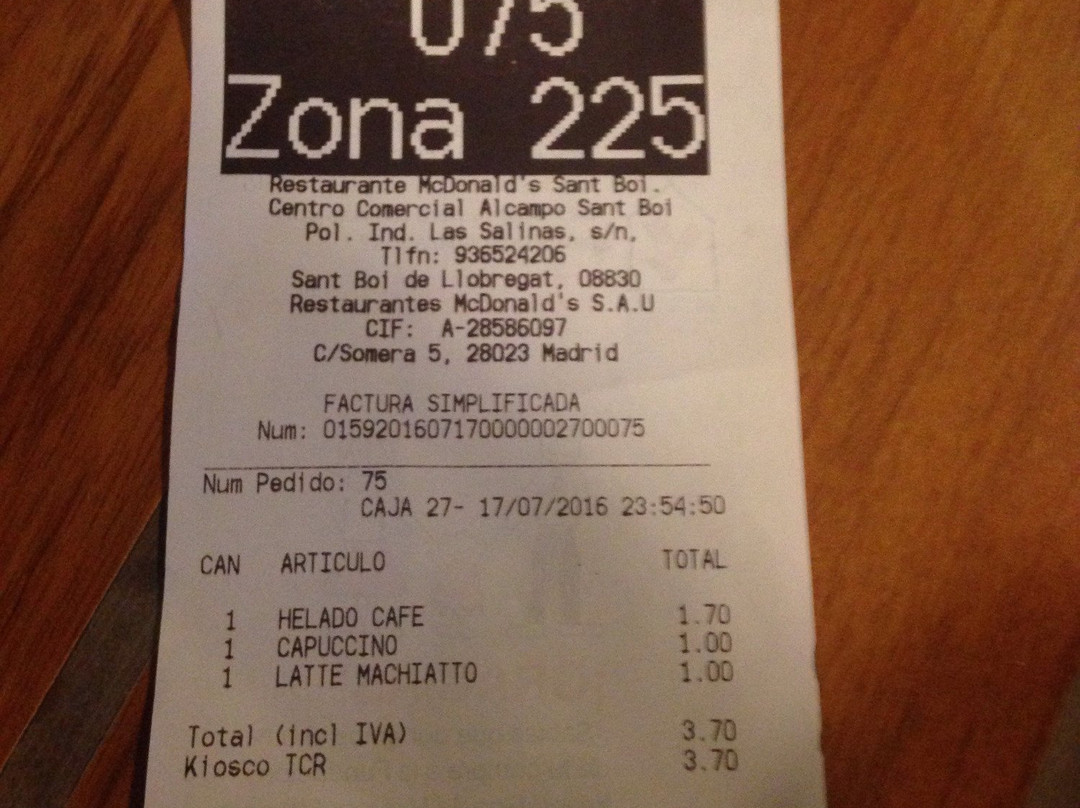 075
Zona 225
Restaurante McDonald's Sant Boi.
Centro Comercial Alcampo Sant Boi
Pol. Ind. Las Salinas, s/n,
Tlfn: 936524206
Sant Boi de Llobregat, 08830
Restaurantes McDonald's S.A.U
CIF: A-28586097
C/Somera 5, 28023 Madrid
FACTURA SIMPLIFICADA
Num: 01592016071700000002700075
Num Pedido: 75
CAJA 27- 17/07/2016 23:54:50
CAN ARTICULO TOTAL
1 HELADO CAFE 1.70
1 CAPUCCINO 1.00
1 LATTE MACHIATTO 1.00
Total (incl IVA) 3.70
Kiosco TCR 3.70